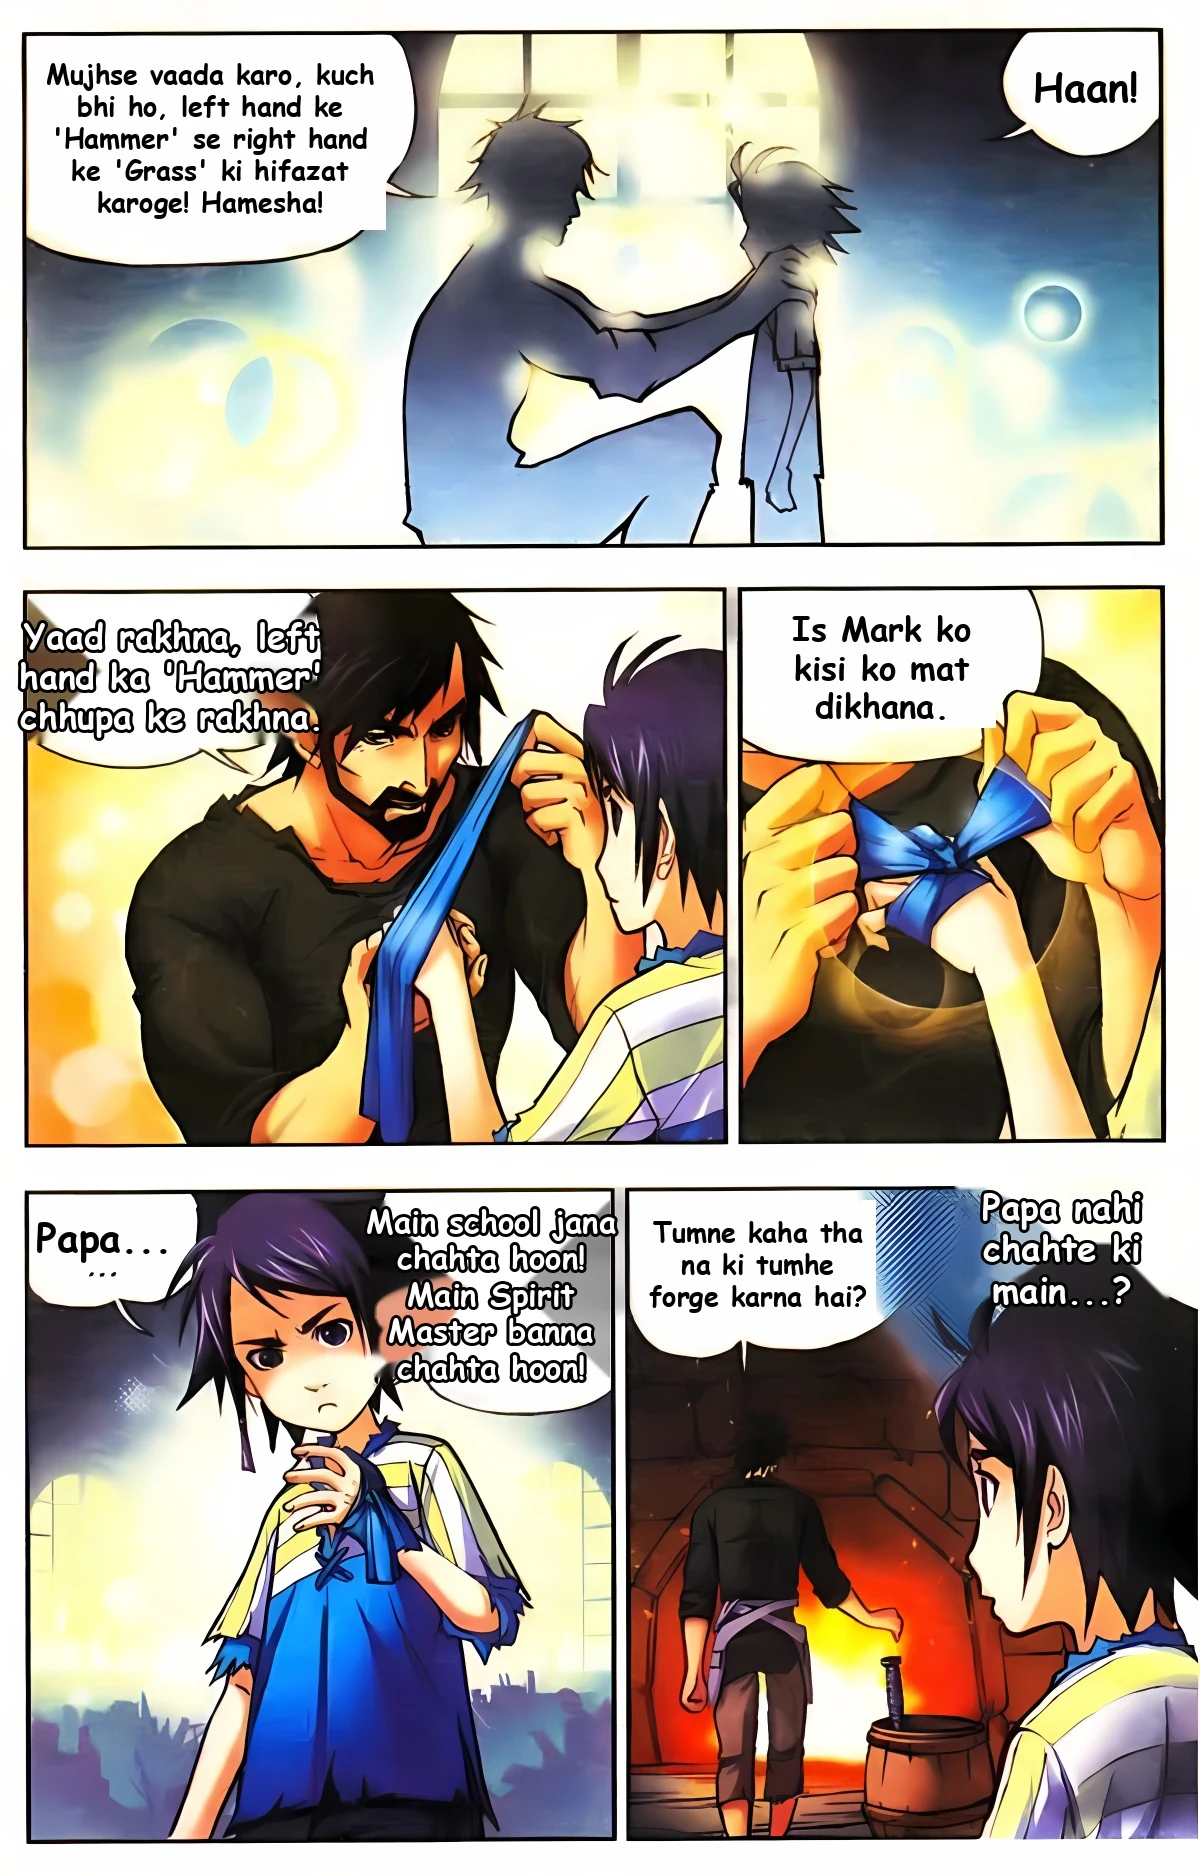 Mujhse vaada karo, kuch
bhi ho, left hand ke
'Hammer' se right hand
ke 'Grass' ki hifazat
karoge! Hamesha!
Haan!
Yaad rakhna, left
hand ka 'Hammer'
chhupa ke rakhna.
Is Mark ko
kisi ko mat
dikhana.
Papa...
...
Main school jana
chahta hoon!
Main Spirit
Master banna
chahta hoon!
Tumne kaha tha
na ki tumhe
forge karna hai?
Papa nahi
chahte ki
main...?